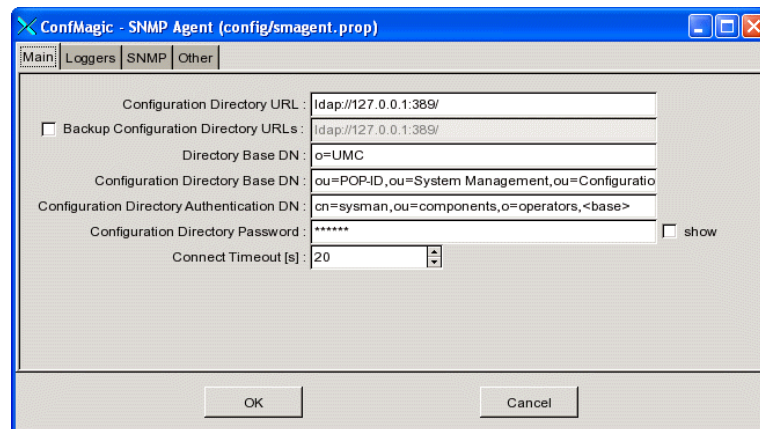 ConfMagic - SNMP Agent (config/smagent.prop)
Main Loggers SNMP Other
Configuration Directory URL : ldap://127.0.0.1:389/
Backup Configuration Directory URLs : ldap://127.0.0.1:389/
Directory Base DN : o=UMC
Configuration Directory Base DN : ou=POP-ID,ou=System Management,ou=Configuratio
Configuration Directory Authentication DN : cn=sysman,ou=components,o=operators,<base>
Configuration Directory Password : ****** show
Connect Timeout [s] : 20
OK Cancel